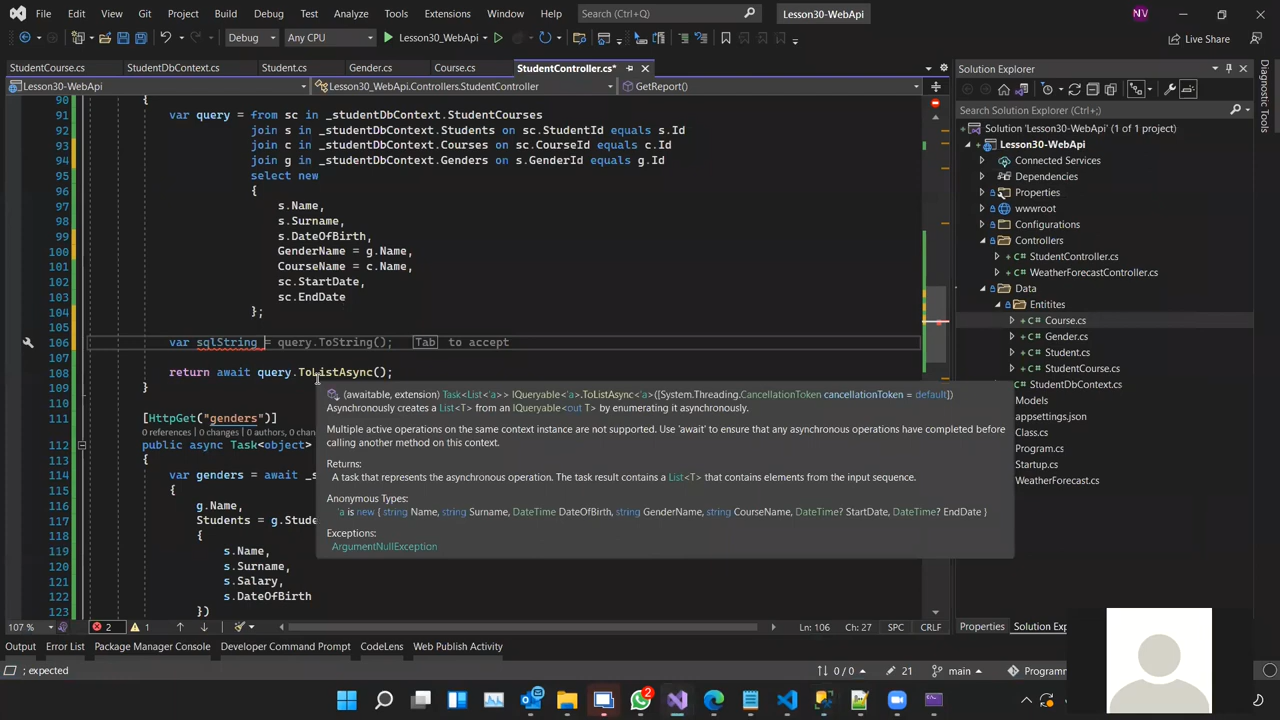 File Edit View Git Project Build Debug Test Analyze Tools Extensions Window Help Search (Ctrl+Q) Lesson30-WebApi NV
Debug Any CPU Lesson30_WebApi Live Share
StudentCourse.cs StudentDbContext.cs Student.cs Gender.cs Course.cs StudentController.cs*
Lesson30-WebApi Lesson30_WebApi.Controllers.StudentController GetReport()
90 {
91 var query = from sc in _studentDbContext.StudentCourses
92 join s in _studentDbContext.Students on sc.StudentId equals s.Id
93 join c in _studentDbContext.Courses on sc.CourseId equals c.Id
94 join g in _studentDbContext.Genders on s.GenderId equals g.Id
95 select new
96 {
97 s.Name,
98 s.Surname,
99 s.DateOfBirth,
100 GenderName = g.Name,
101 CourseName = c.Name,
102 sc.StartDate,
103 sc.EndDate
104 };
105
106 var sqlString = query.ToString(); Tab to accept
107
108 return await query.ToListAsync();
109 }
110
111 [HttpGet("genders")]
0 references | 0 changes | 0 authors, 0 changes
112 public async Task<object>
113 {
114 var genders = await _s
115 {
116 g.Name,
117 Students = g.Stude
118 {
119 s.Name,
120 s.Surname,
121 s.Salary,
122 s.DateOfBirth
123 })
(awaitable, extension) Task<List<'a>> IQueryable<'a>.ToListAsync<'a>([System.Threading.CancellationToken cancellationToken = default])
Asynchronously creates a List<T> from an IQueryable<out T> by enumerating it asynchronously.
Multiple active operations on the same context instance are not supported. Use 'await' to ensure that any asynchronous operations have completed before
calling another method on this context.
Returns:
A task that represents the asynchronous operation. The task result contains a List<T> that contains elements from the input sequence.
Anonymous Types:
'a is new { string Name, string Surname, DateTime DateOfBirth, string GenderName, string CourseName, DateTime? StartDate, DateTime? EndDate }
Exceptions:
ArgumentNullException
Solution Explorer
Search Solution Explorer (Ctrl+;)
Solution 'Lesson30-WebApi' (1 of 1 project)
Lesson30-WebApi
Connected Services
Dependencies
Properties
wwwroot
Configurations
Controllers
StudentController.cs
WeatherForecastController.cs
Data
Entitites
Course.cs
Gender.cs
Student.cs
StudentCourse.cs
StudentDbContext.cs
Models
appsettings.json
Class.cs
Program.cs
Startup.cs
WeatherForecast.cs
Diagnostic Tools
107 % 2 1 Ln: 106 Ch: 27 SPC CRLF
Properties Solution Exp
Output Error List Package Manager Console Developer Command Prompt CodeLens Web Publish Activity
; expected 0 / 0 21 main Program
2